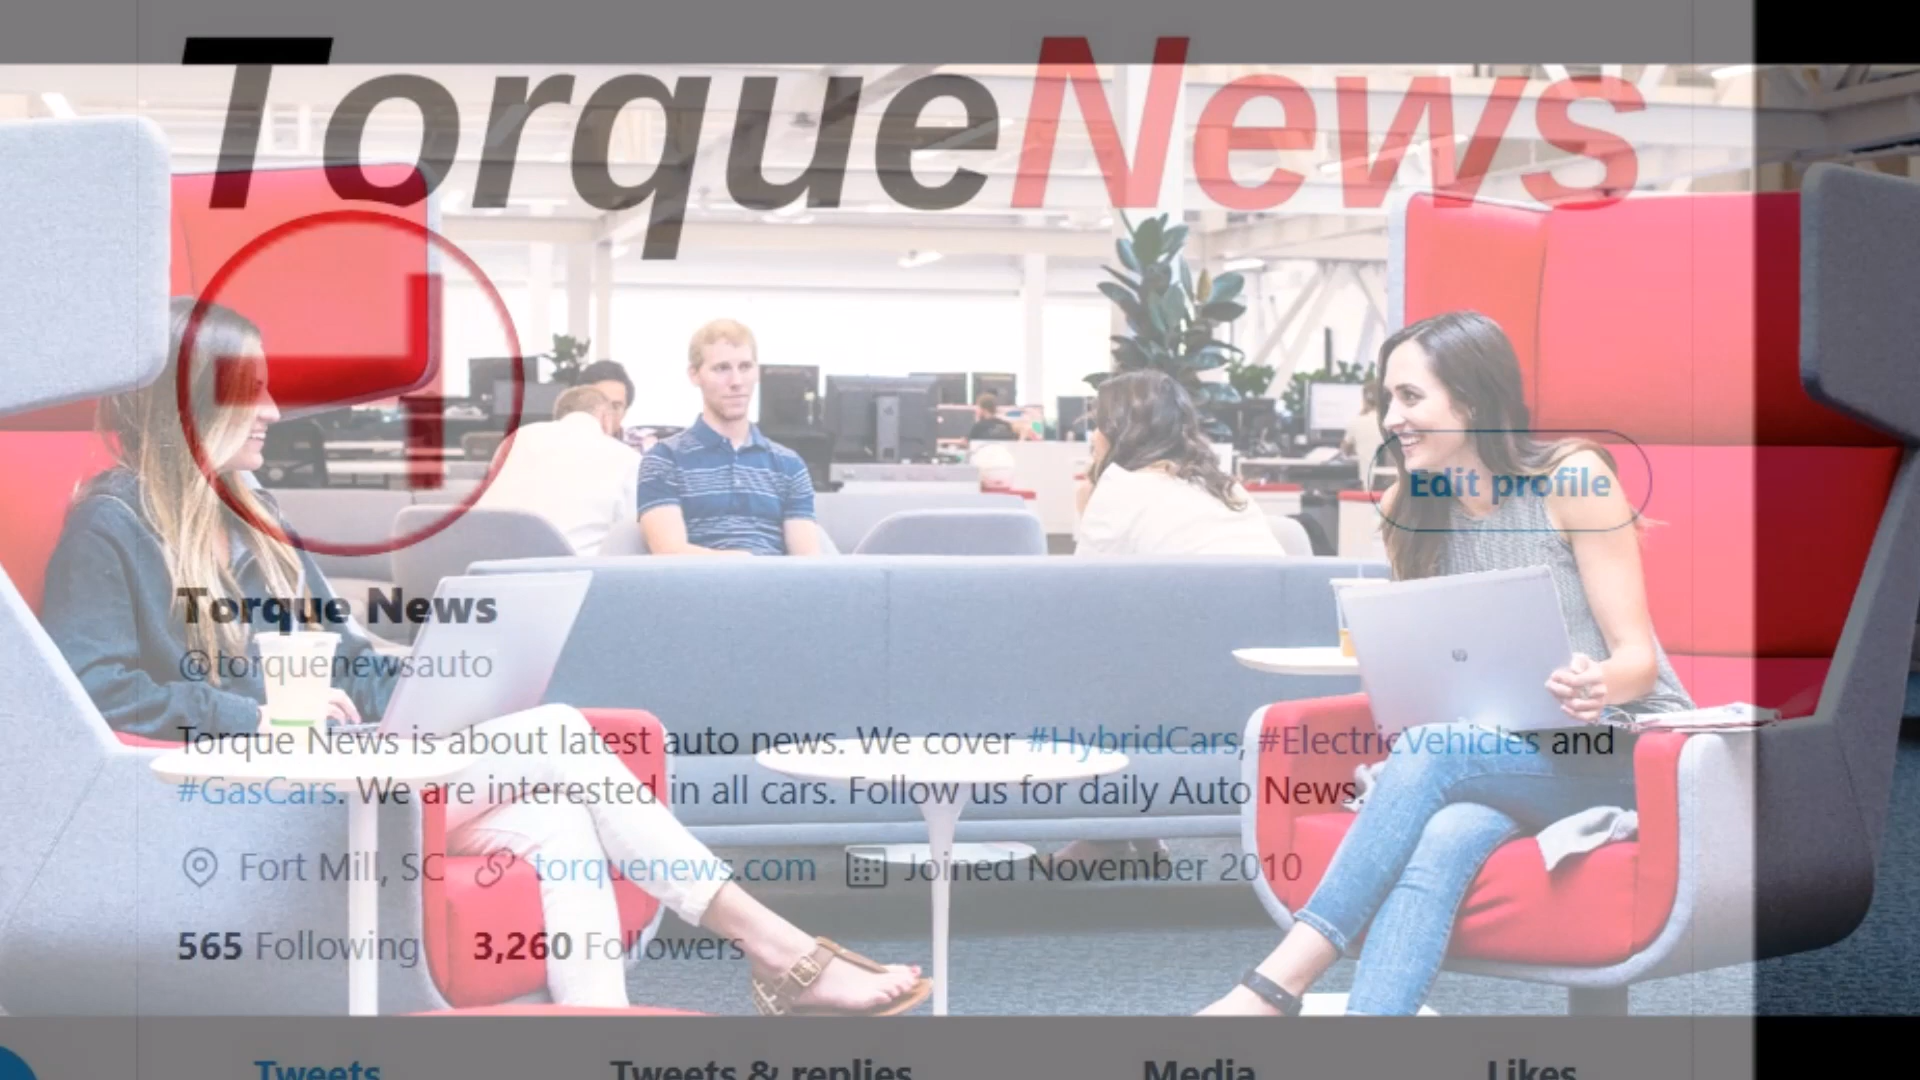 TorqueNews
Edit profile
Torque News
@torquenewsauto
Torque News is about latest auto news. We cover #HybridCars, #ElectricVehicles and
#GasCars. We are interested in all cars. Follow us for daily Auto News.
Fort Mill, SC torquenews.com Joined November 2010
565 Following 3,260 Followers
Tweets Tweets & replies Media Likes
hp